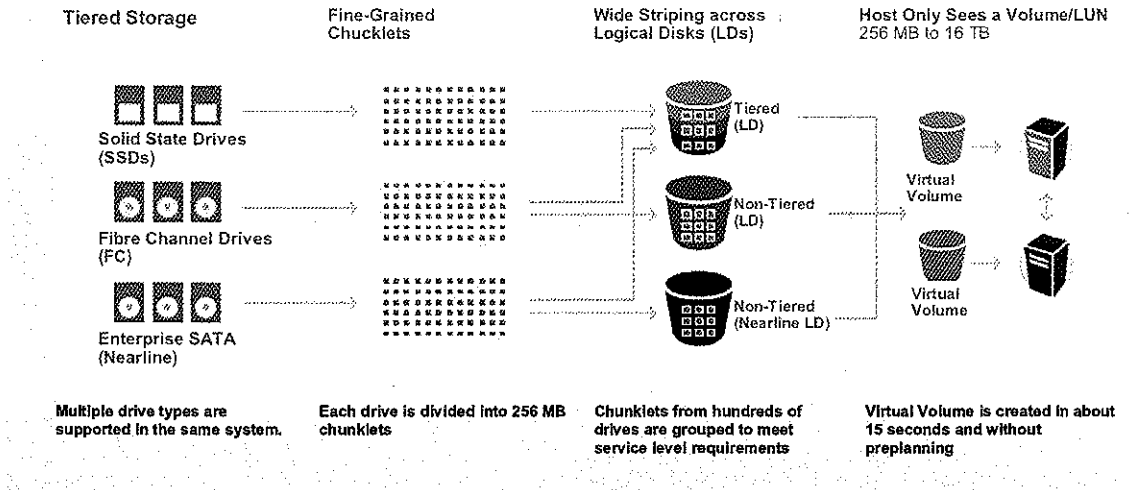 Tiered Storage
Fine-Grained
Chucklets
Wide Striping across
Logical Disks (LDs)
Host Only Sees a Volume/LUN
256 MB to 16 TB
Solid State Drives
(SSDs)
Tiered
(LD)
Virtual
Volume
Fibre Channel Drives
(FC)
Non-Tiered
(LD)
Enterprise SATA
(Nearline)
Non-Tiered
(Nearline LD)
Virtual
Volume
Multiple drive types are
supported in the same system.
Each drive is divided into 256 MB
chunklets
Chunklets from hundreds of
drives are grouped to meet
service level requirements
Virtual Volume is created in about
15 seconds and without
preplanning